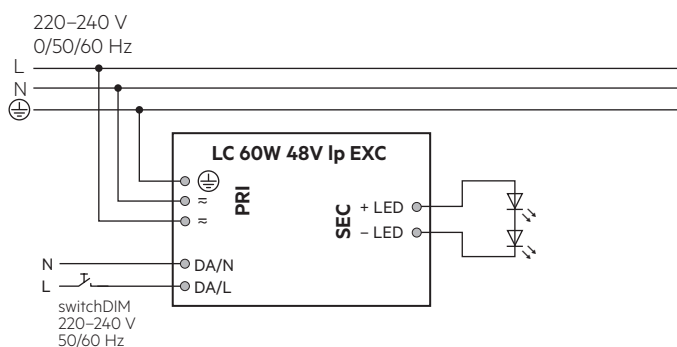 220–240 V
0/50/60 Hz
L
N
LC 60W 48V lp EXC
PRI
≂
≂
SEC
+ LED
– LED
N
DA/N
L
DA/L
switchDIM
220–240 V
50/60 Hz